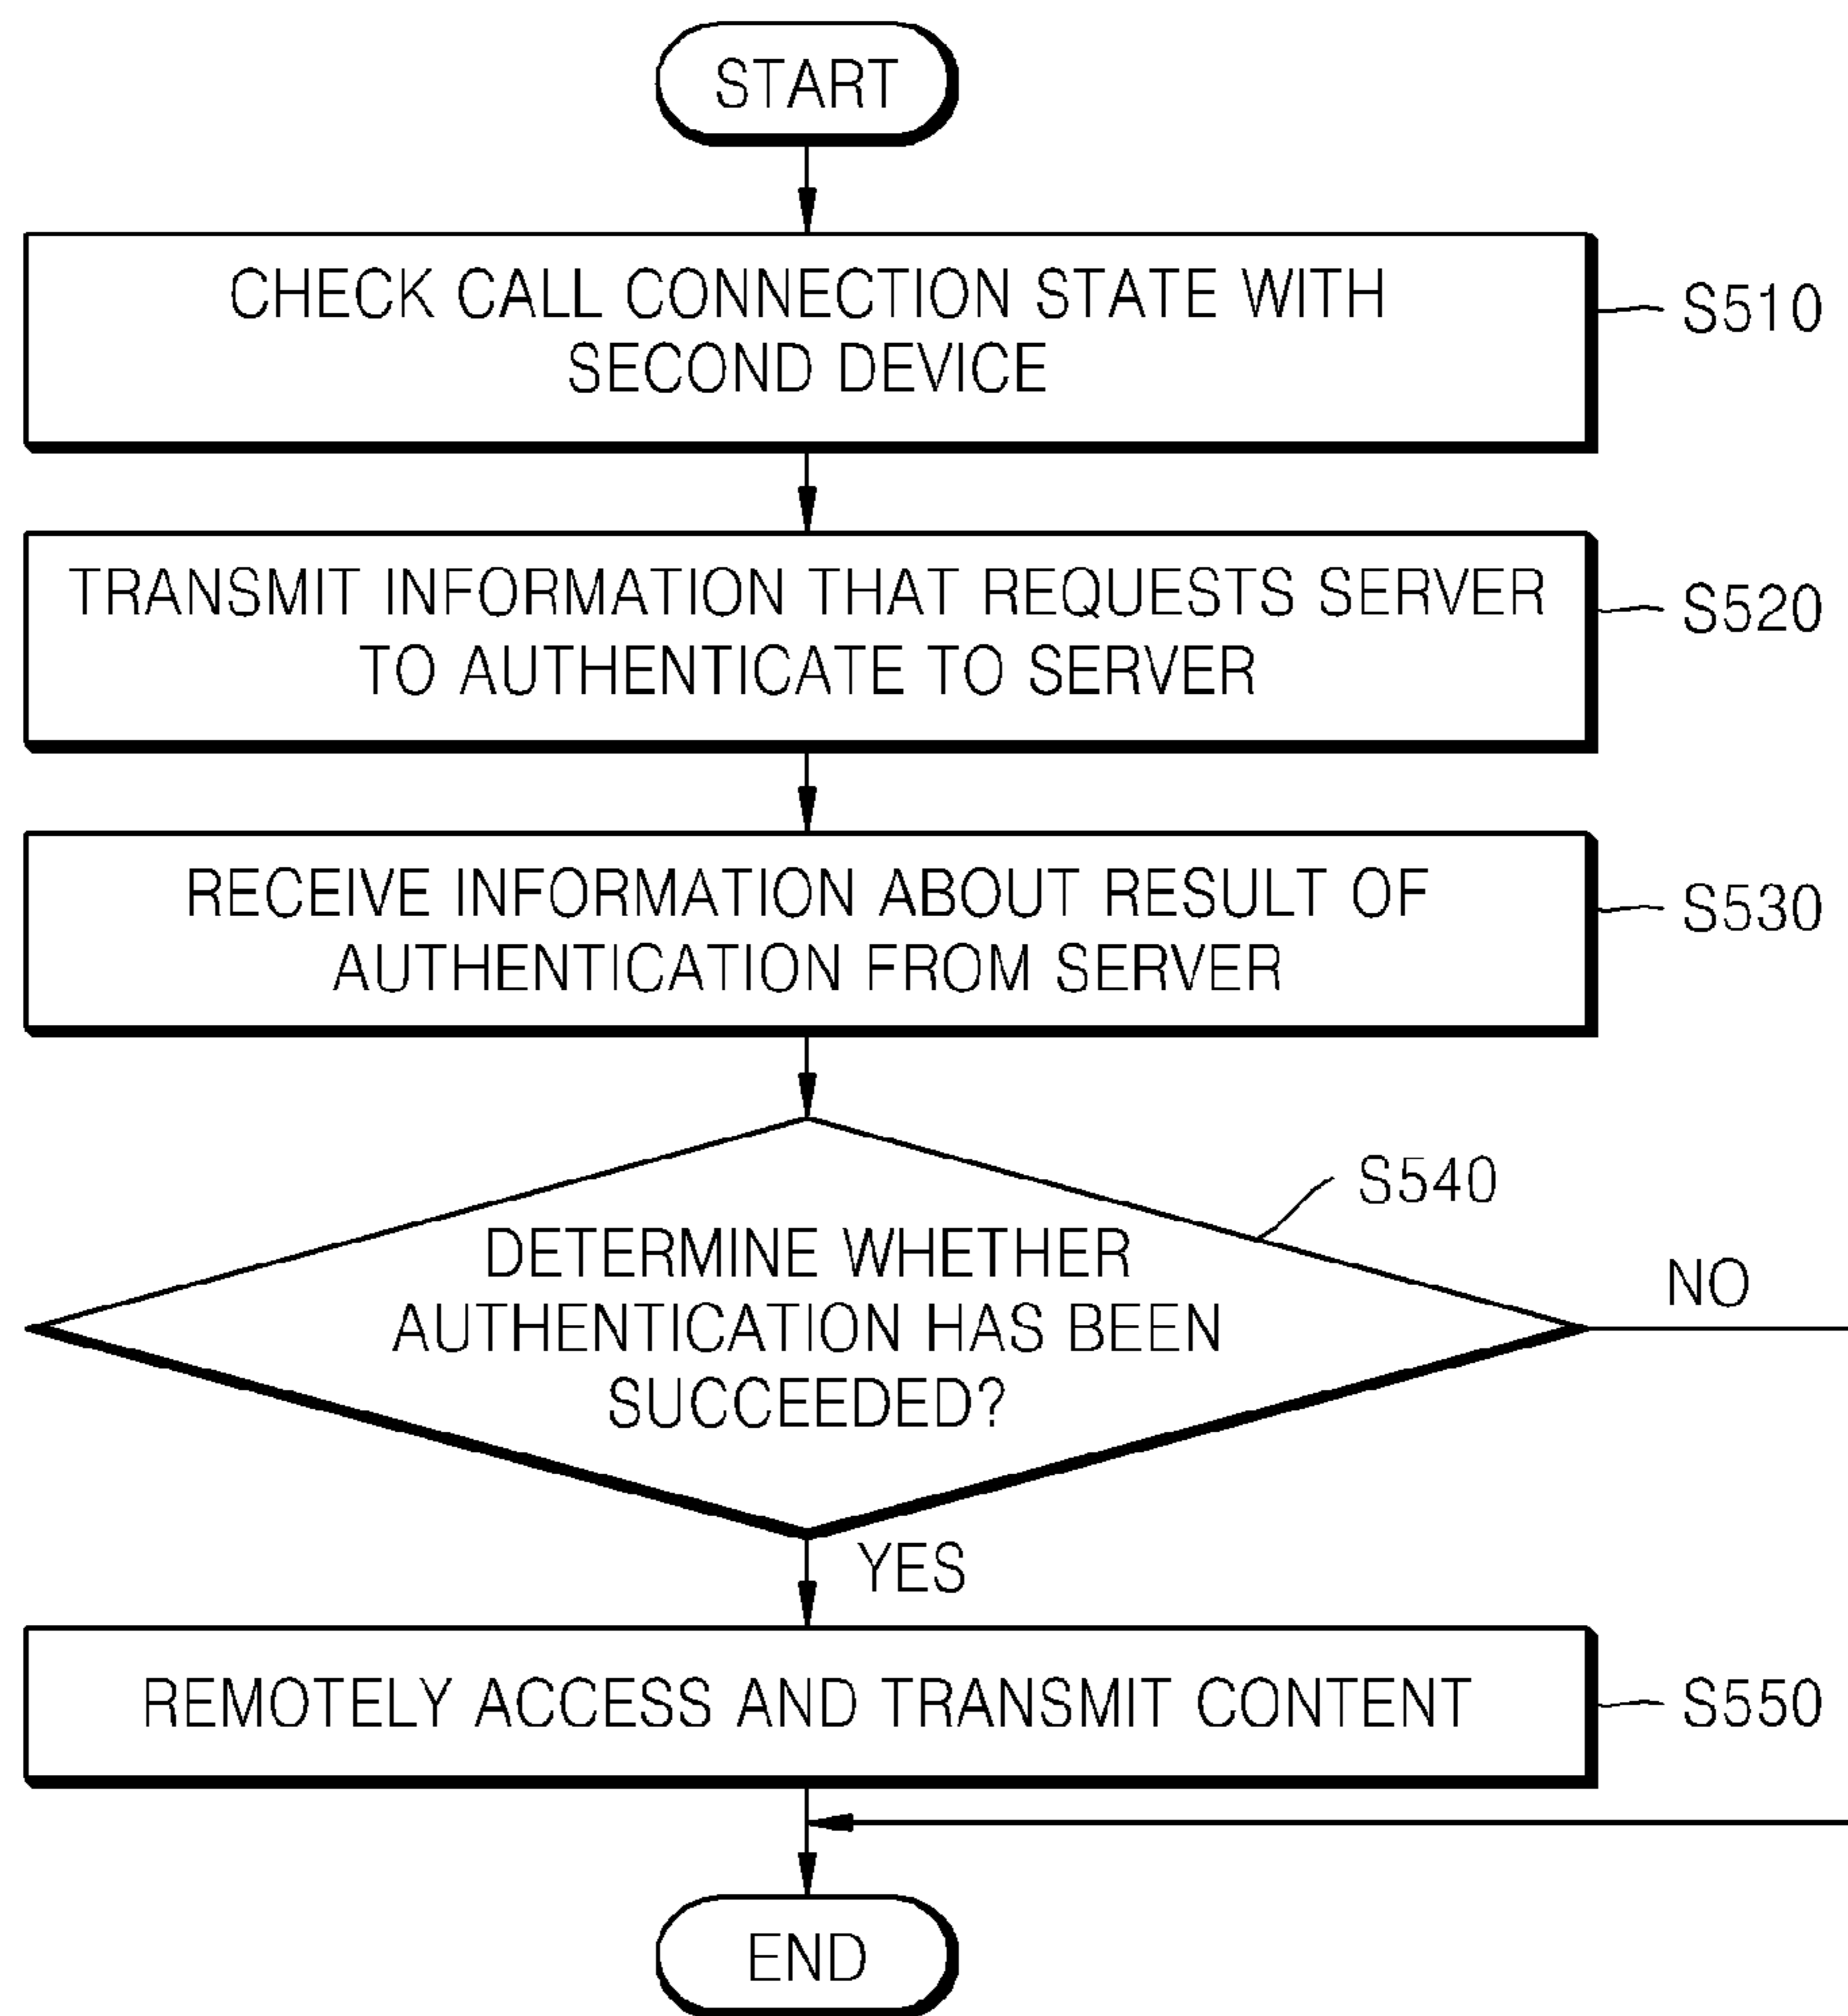 START
CHECK CALL CONNECTION STATE WITH
SECOND DEVICE
S510
TRANSMIT INFORMATION THAT REQUESTS SERVER
TO AUTHENTICATE TO SERVER
S520
RECEIVE INFORMATION ABOUT RESULT OF
AUTHENTICATION FROM SERVER
S530
S540
DETERMINE WHETHER
AUTHENTICATION HAS BEEN
SUCCEEDED?
NO
YES
REMOTELY ACCESS AND TRANSMIT CONTENT
S550
END